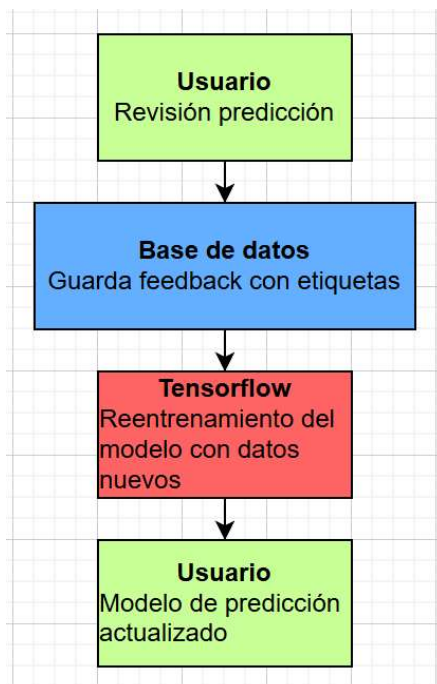 Usuario
Revisión predicción
Base de datos
Guarda feedback con etiquetas
Tensorflow
Reentrenamiento del
modelo con datos
nuevos
Usuario
Modelo de predicción
actualizado